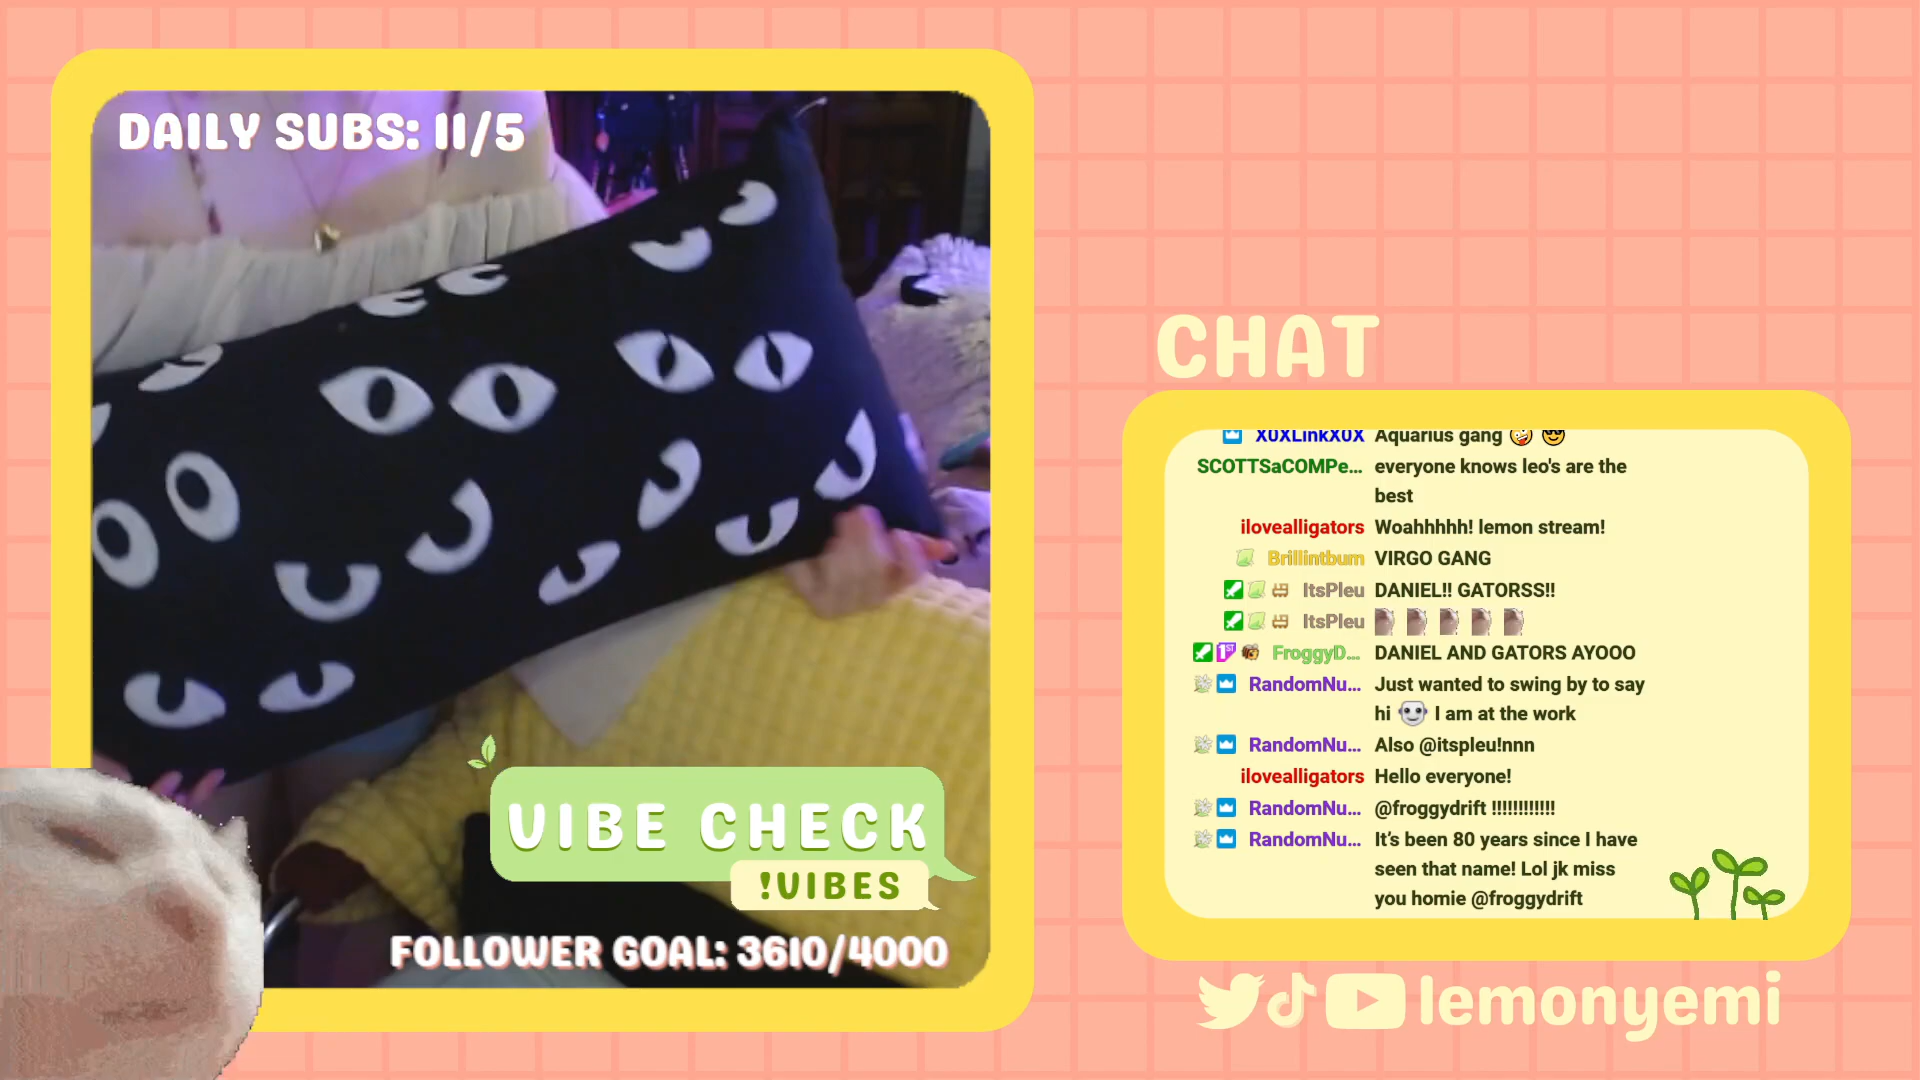 DAILY SUBS: 11/5
VIBE CHECK
!VIBES
FOLLOWER GOAL: 3610/4000
CHAT
X0XLinkX0X Aquarius gang
SCOTTSaCOMPe... everyone knows leo's are the
best
ilovealligators Woahhhhh! lemon stream!
Brillintbum VIRGO GANG
ItsPleu DANIEL!! GATORSS!!
ItsPleu
1ST FroggyD... DANIEL AND GATORS AYOOO
RandomNu... Just wanted to swing by to say
hi I am at the work
RandomNu... Also @itspleu!nnn
ilovealligators Hello everyone!
RandomNu... @froggydrift !!!!!!!!!!!!
RandomNu... It's been 80 years since I have
seen that name! Lol jk miss
you homie @froggydrift
lemonyemi